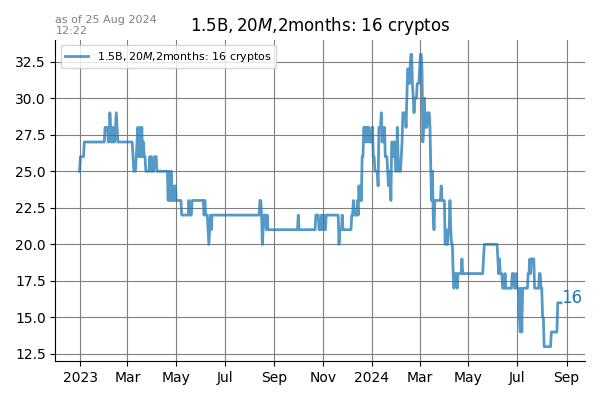 as of 25 Aug 2024
12:22
1.5B, 20M,2months: 16 cryptos
1.5B, 20M,2months: 16 cryptos
32.5
30.0
27.5
25.0
22.5
20.0
17.5
15.0
12.5
16
2023 Mar May Jul Sep Nov 2024 Mar May Jul Sep